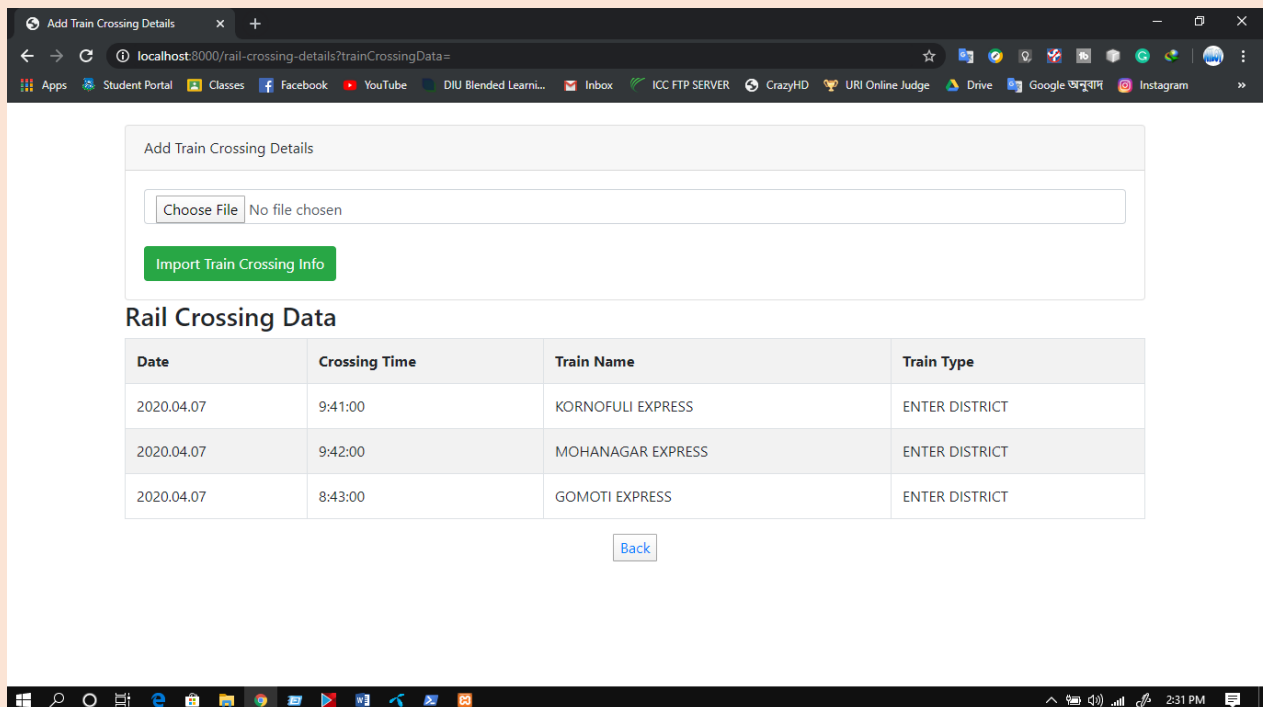 Add Train Crossing Details
localhost:8000/rail-crossing-details?trainCrossingData=
Apps Student Portal Classes Facebook YouTube DIU Blended Learni... Inbox ICC FTP SERVER CrazyHD URI Online Judge Drive Google অনুবাদ Instagram »
Add Train Crossing Details
Choose File No file chosen
Import Train Crossing Info
Rail Crossing Data
Date Crossing Time Train Name Train Type
2020.04.07 9:41:00 KORNOFULI EXPRESS ENTER DISTRICT
2020.04.07 9:42:00 MOHANAGAR EXPRESS ENTER DISTRICT
2020.04.07 8:43:00 GOMOTI EXPRESS ENTER DISTRICT
Back
2:31 PM